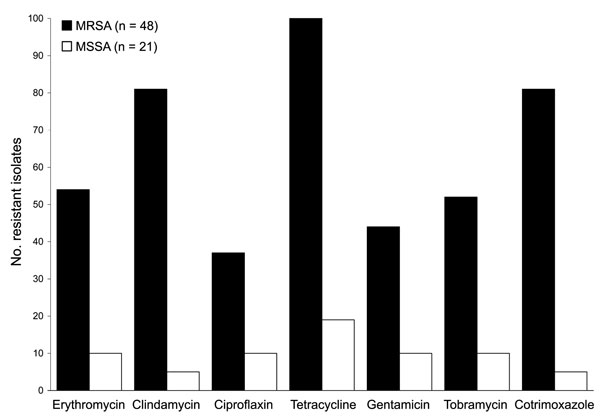 MRSA (n = 48)
MSSA (n = 21)
No. resistant isolates
100
90
80
70
60
50
40
30
20
10
0
Erythromycin Clindamycin Ciproflaxin Tetracycline Gentamicin Tobramycin Cotrimoxazole